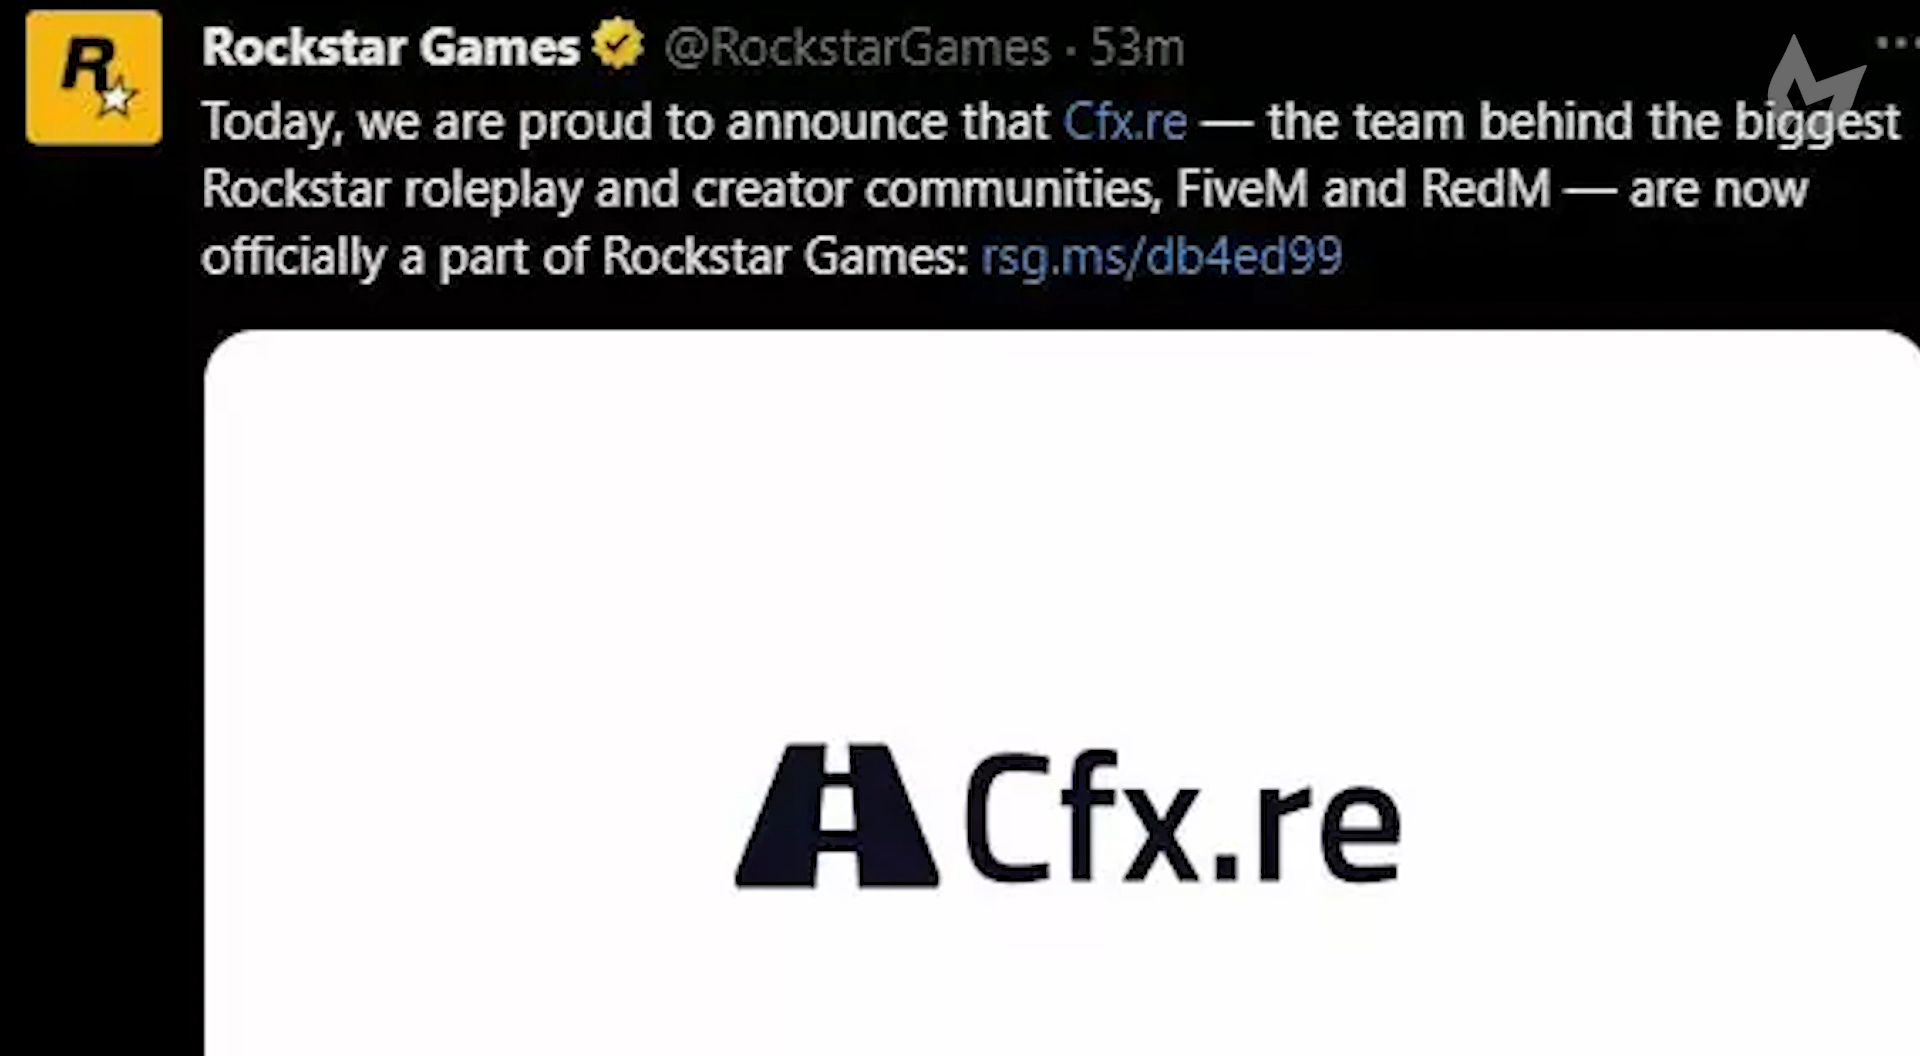 Rockstar Games @RockstarGames · 53m
Today, we are proud to announce that Cfx.re — the team behind the biggest
Rockstar roleplay and creator communities, FiveM and RedM — are now
officially a part of Rockstar Games: rsg.ms/db4ed99
Cfx.re